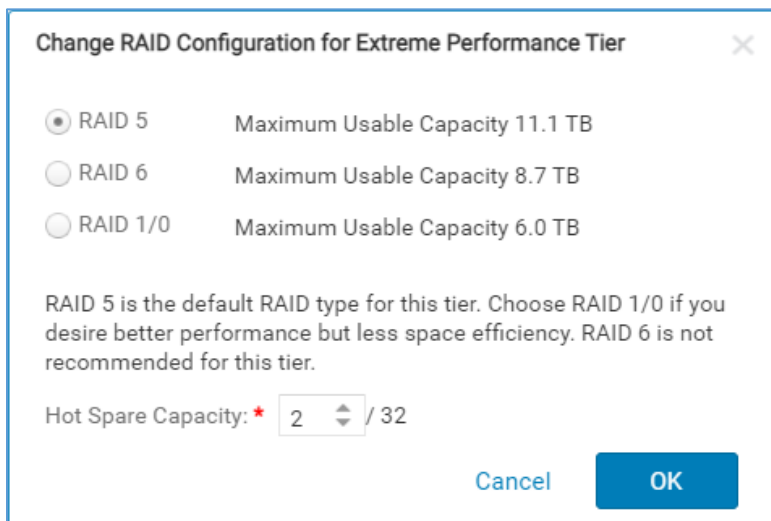 Change RAID Configuration for Extreme Performance Tier
RAID 5 Maximum Usable Capacity 11.1 TB
RAID 6 Maximum Usable Capacity 8.7 TB
RAID 1/0 Maximum Usable Capacity 6.0 TB
RAID 5 is the default RAID type for this tier. Choose RAID 1/0 if you
desire better performance but less space efficiency. RAID 6 is not
recommended for this tier.
Hot Spare Capacity: * 2 / 32
Cancel OK